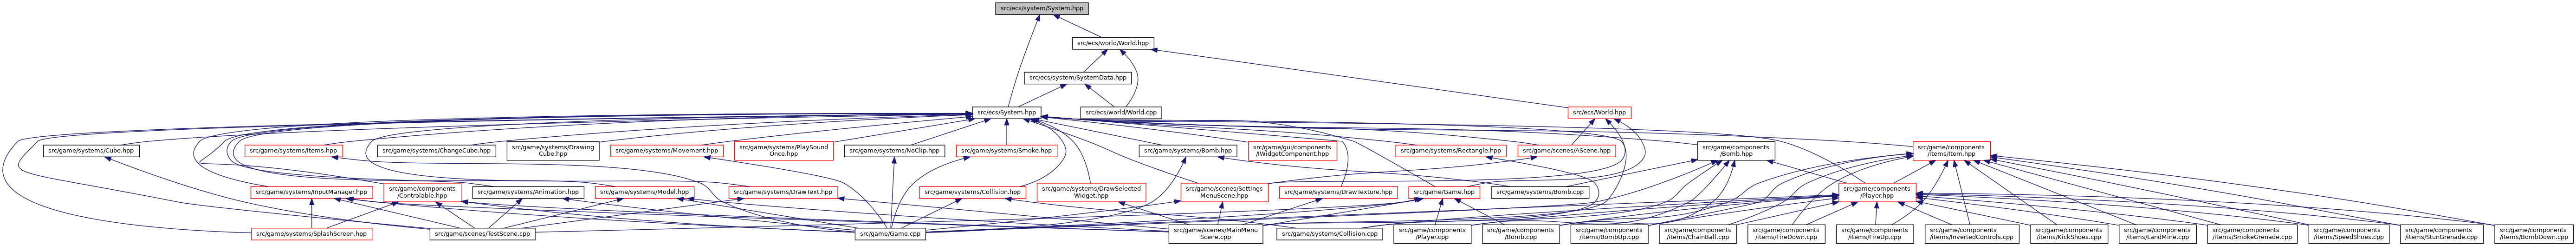 src/ecs/system/System.hpp
src/ecs/world/World.hpp
src/ecs/system/SystemData.hpp
src/ecs/System.hpp
src/ecs/world/World.cpp
src/ecs/World.hpp
src/game/systems/Cube.hpp
src/game/systems/Items.hpp
src/game/systems/ChangeCube.hpp
src/game/systems/Drawing
Cube.hpp
src/game/systems/Movement.hpp
src/game/systems/PlaySound
Once.hpp
src/game/systems/NoClip.hpp
src/game/systems/Smoke.hpp
src/game/systems/Bomb.hpp
src/game/gui/components
/IWidgetComponent.hpp
src/game/systems/Rectangle.hpp
src/game/scenes/AScene.hpp
src/game/components
/Bomb.hpp
src/game/components
/items/Item.hpp
src/game/systems/InputManager.hpp
src/game/components
/Controlable.hpp
src/game/systems/Animation.hpp
src/game/systems/Model.hpp
src/game/systems/DrawText.hpp
src/game/systems/Collision.hpp
src/game/systems/DrawSelected
Widget.hpp
src/game/scenes/Settings
MenuScene.hpp
src/game/systems/DrawTexture.hpp
src/game/Game.hpp
src/game/systems/Bomb.cpp
src/game/components
/Player.hpp
src/game/systems/SplashScreen.hpp
src/game/scenes/TestScene.cpp
src/game/Game.cpp
src/game/scenes/MainMenu
Scene.cpp
src/game/systems/Collision.cpp
src/game/components
/Player.cpp
src/game/components
/Bomb.cpp
src/game/components
/items/BombUp.cpp
src/game/components
/items/ChainBall.cpp
src/game/components
/items/FireDown.cpp
src/game/components
/items/FireUp.cpp
src/game/components
/items/InvertedControls.cpp
src/game/components
/items/KickShoes.cpp
src/game/components
/items/LandMine.cpp
src/game/components
/items/SmokeGrenade.cpp
src/game/components
/items/SpeedShoes.cpp
src/game/components
/items/StunGrenade.cpp
src/game/components
/items/BombDown.cpp